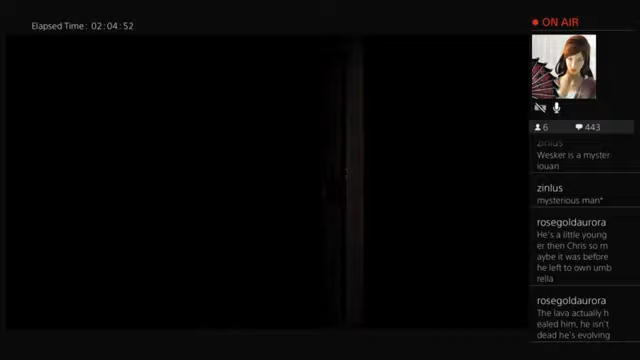 Elapsed Time: 02:04:52
ON AIR
6
443
zinlus
Wesker is a myster
iouan
zinlus
mysterious man*
rosegoldaurora
He's a little young
er then Chris so m
aybe it was before
he left to own umb
rella
rosegoldaurora
The lava actually h
ealed him, he isn't
dead he's evolving